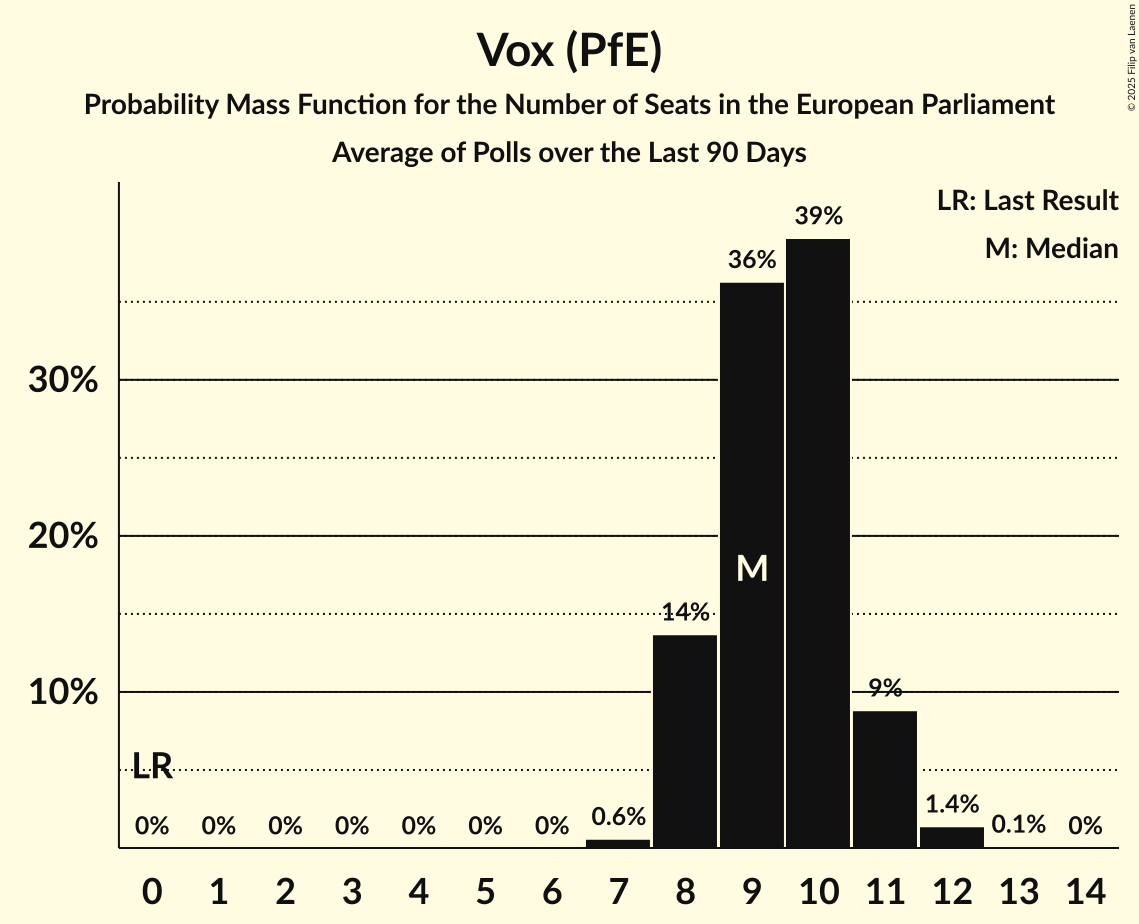 Vox (PfE)
Probability Mass Function for the Number of Seats in the European Parliament
Average of Polls over the Last 90 Days
© 2025 Filip van Laenen
LR: Last Result
M: Median
39%
36%
30%
20%
M
14%
10%
9%
LR
0% 0% 0% 0% 0% 0% 0% 0.6% 1.4% 0.1% 0%
0 1 2 3 4 5 6 7 8 9 10 11 12 13 14